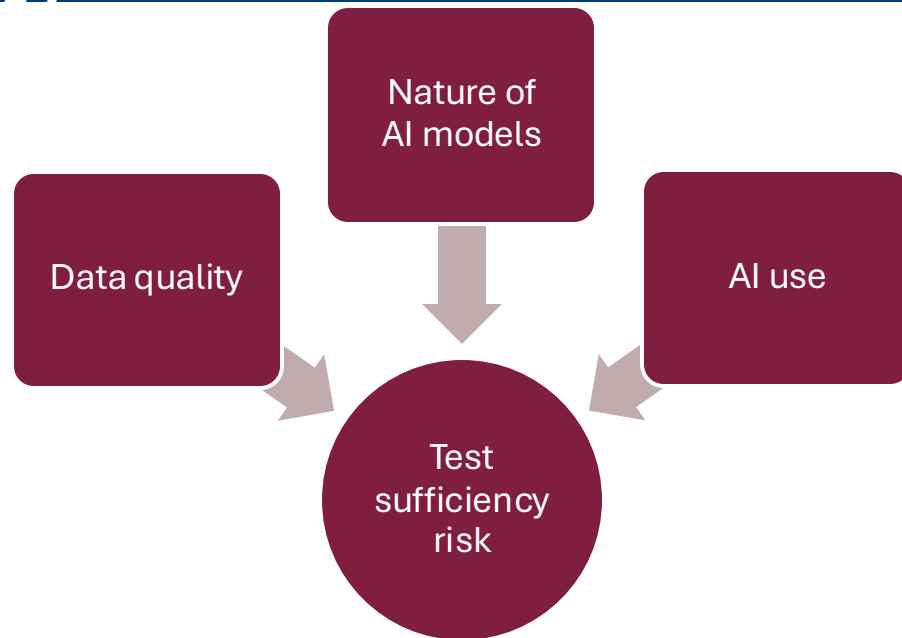 Nature of
AI models
Data quality
AI use
Test
sufficiency
risk